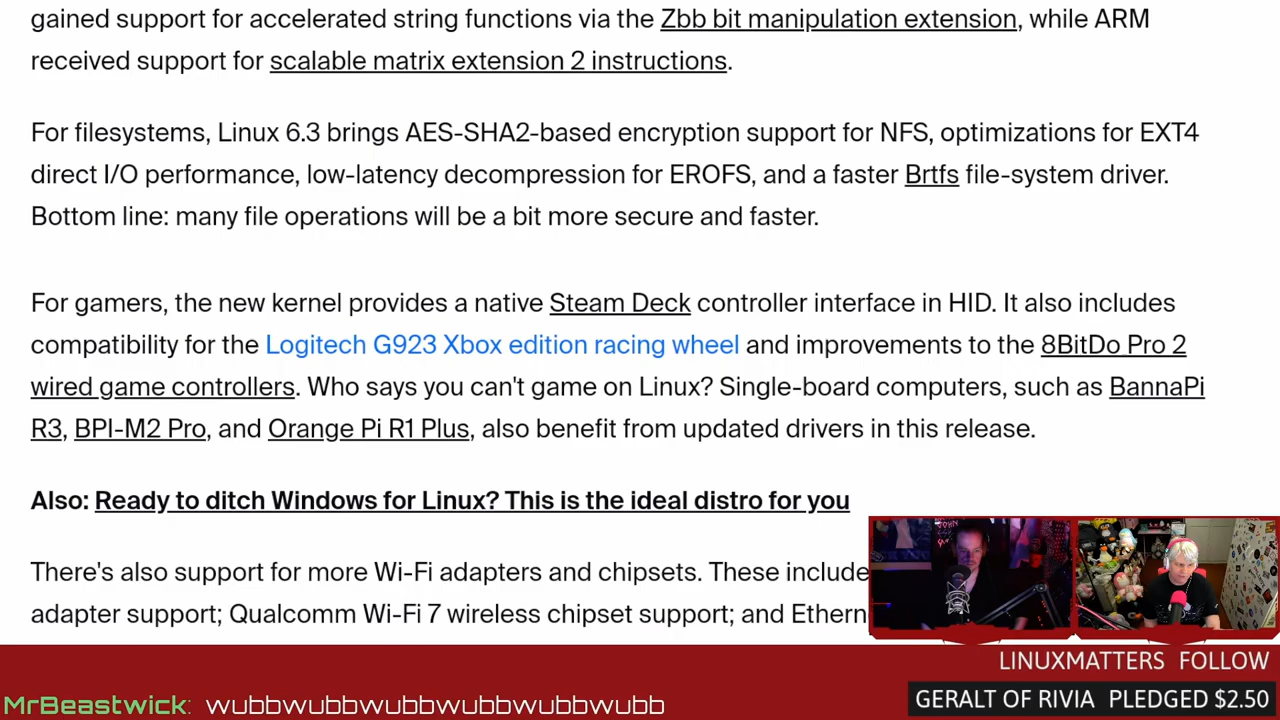 gained support for accelerated string functions via the Zbb bit manipulation extension, while ARM
received support for scalable matrix extension 2 instructions.
For filesystems, Linux 6.3 brings AES-SHA2-based encryption support for NFS, optimizations for EXT4
direct I/O performance, low-latency decompression for EROFS, and a faster Brtfs file-system driver.
Bottom line: many file operations will be a bit more secure and faster.
For gamers, the new kernel provides a native Steam Deck controller interface in HID. It also includes
compatibility for the Logitech G923 Xbox edition racing wheel and improvements to the 8BitDo Pro 2
wired game controllers. Who says you can't game on Linux? Single-board computers, such as BannaPi
R3, BPI-M2 Pro, and Orange Pi R1 Plus, also benefit from updated drivers in this release.
Also: Ready to ditch Windows for Linux? This is the ideal distro for you
There's also support for more Wi-Fi adapters and chipsets. These include
adapter support; Qualcomm Wi-Fi 7 wireless chipset support; and Ethern
LINUXMATTERS FOLLOW
MrBeastwick: wubbwubbwubbwubbwubbwubb
GERALT OF RIVIA PLEDGED $2.50